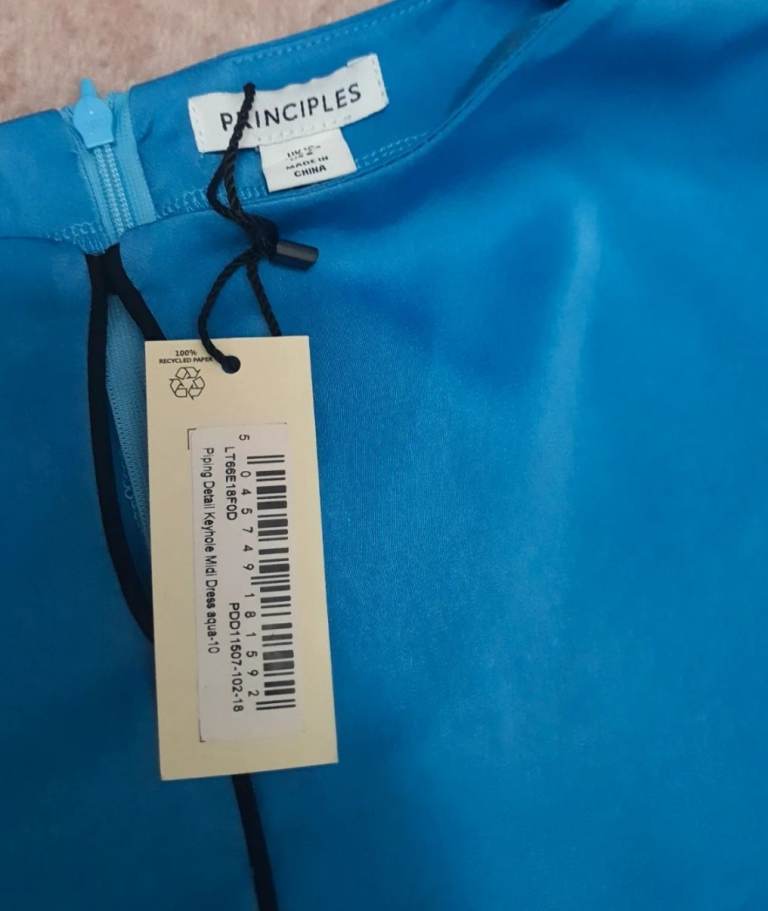 PRINCIPLES
MADE IN
CHINA
100%
RECYCLED PAPER
5 045749 181592
LT66E18F0D PDD11507-102-18
Piping Detail Keyhole Midi Dress aqua-10